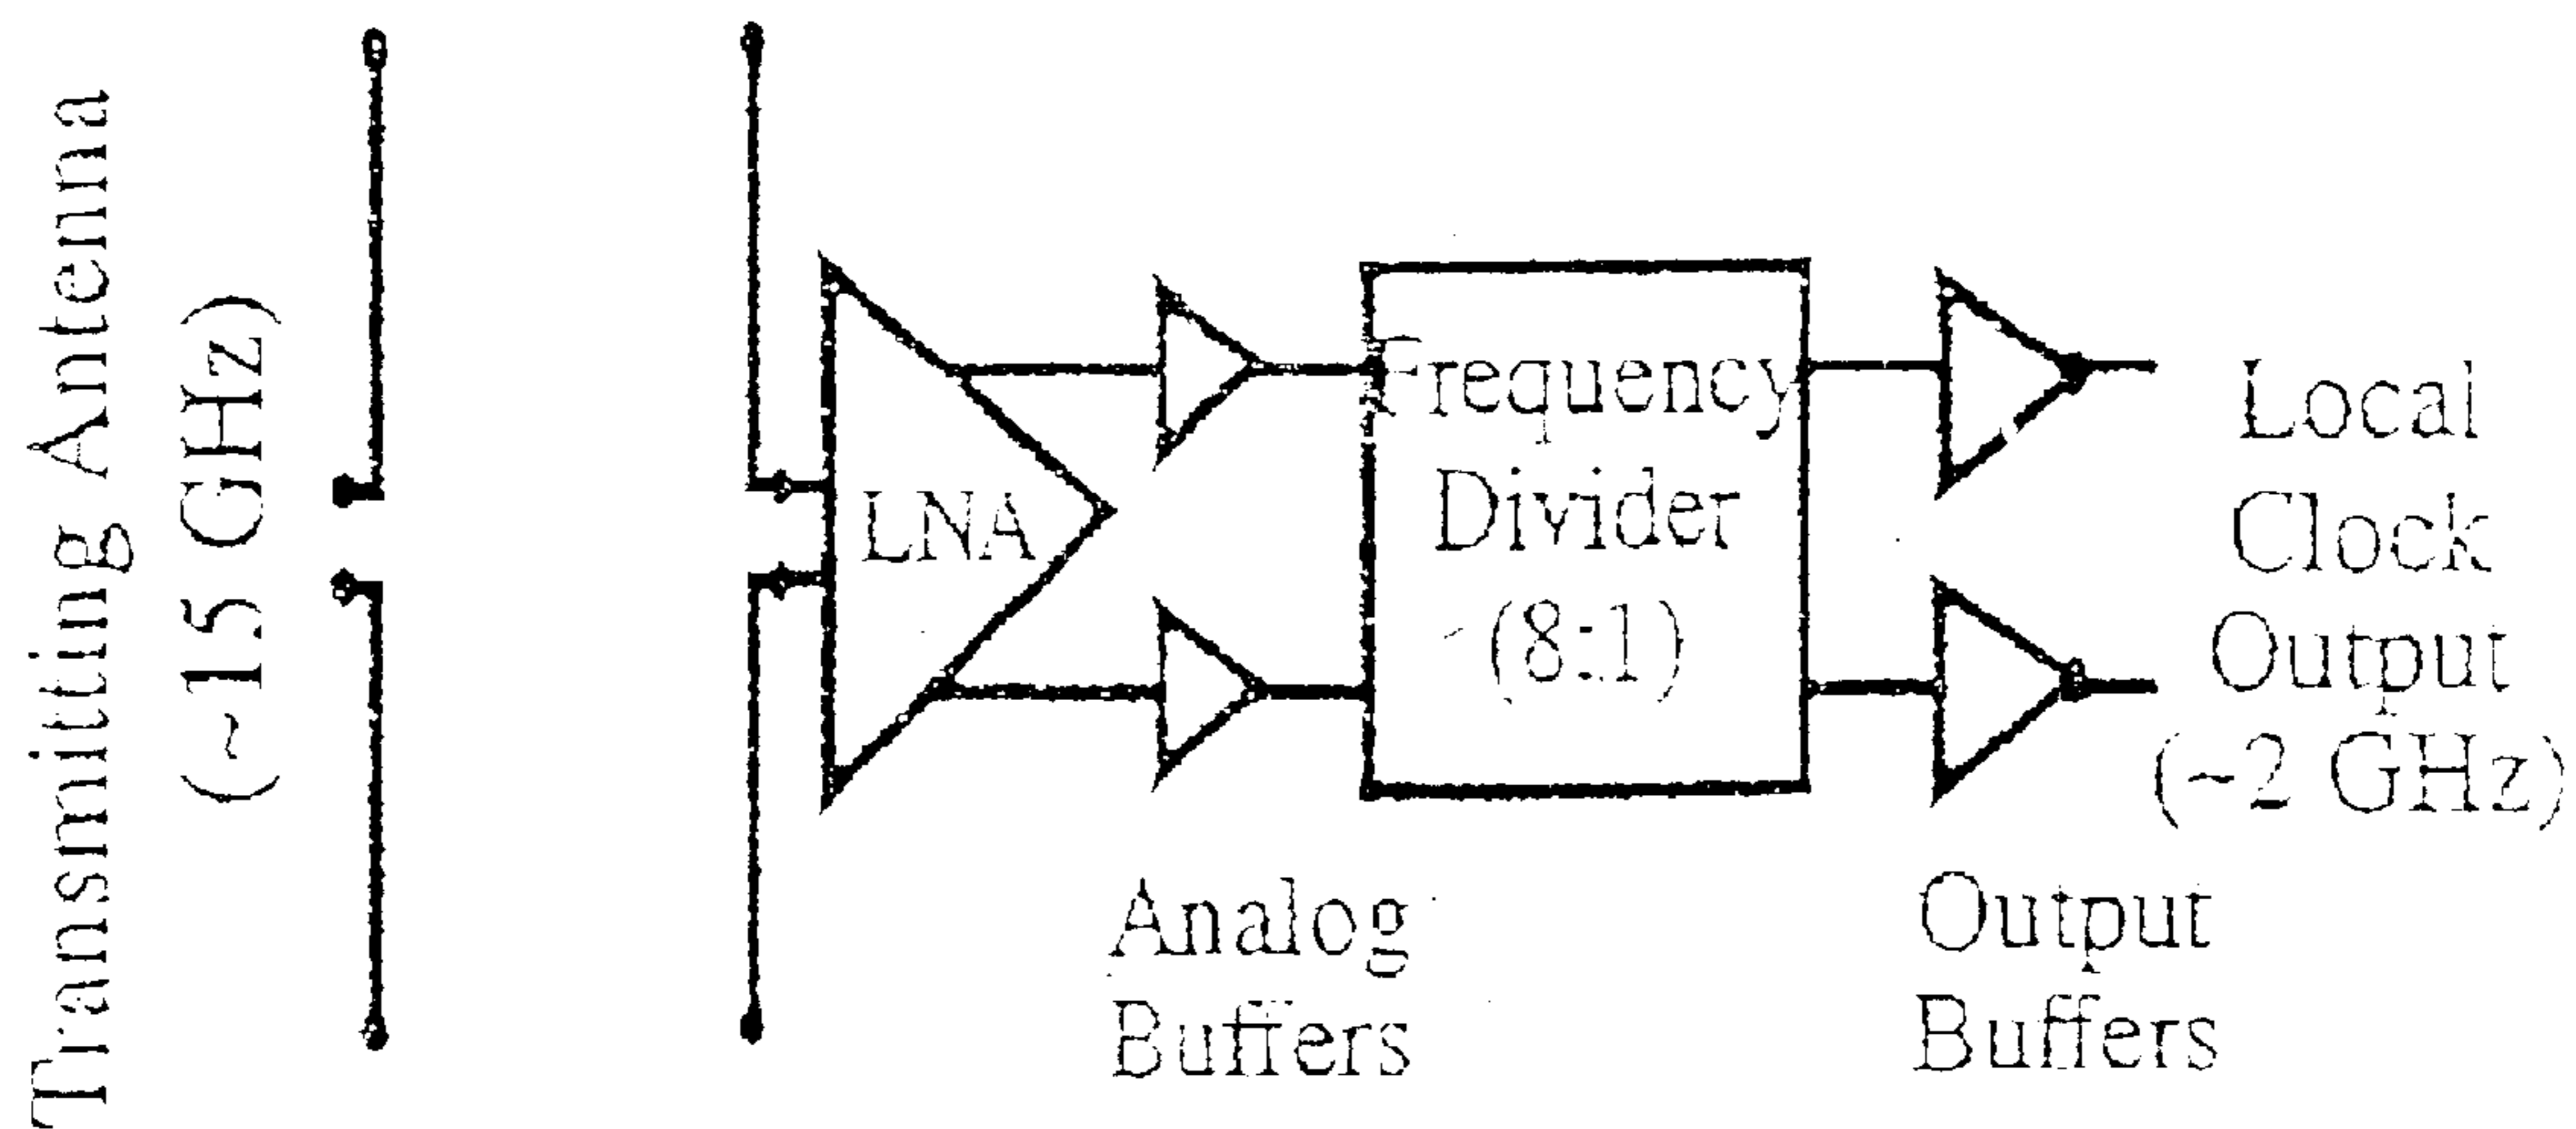 Transmitting Antenna
(~15 GHz)
LNA
Frequency
Divider
(8:1)
Analog
Buffers
Output
Buffers
Local
Clock
Output
(~2 GHz)